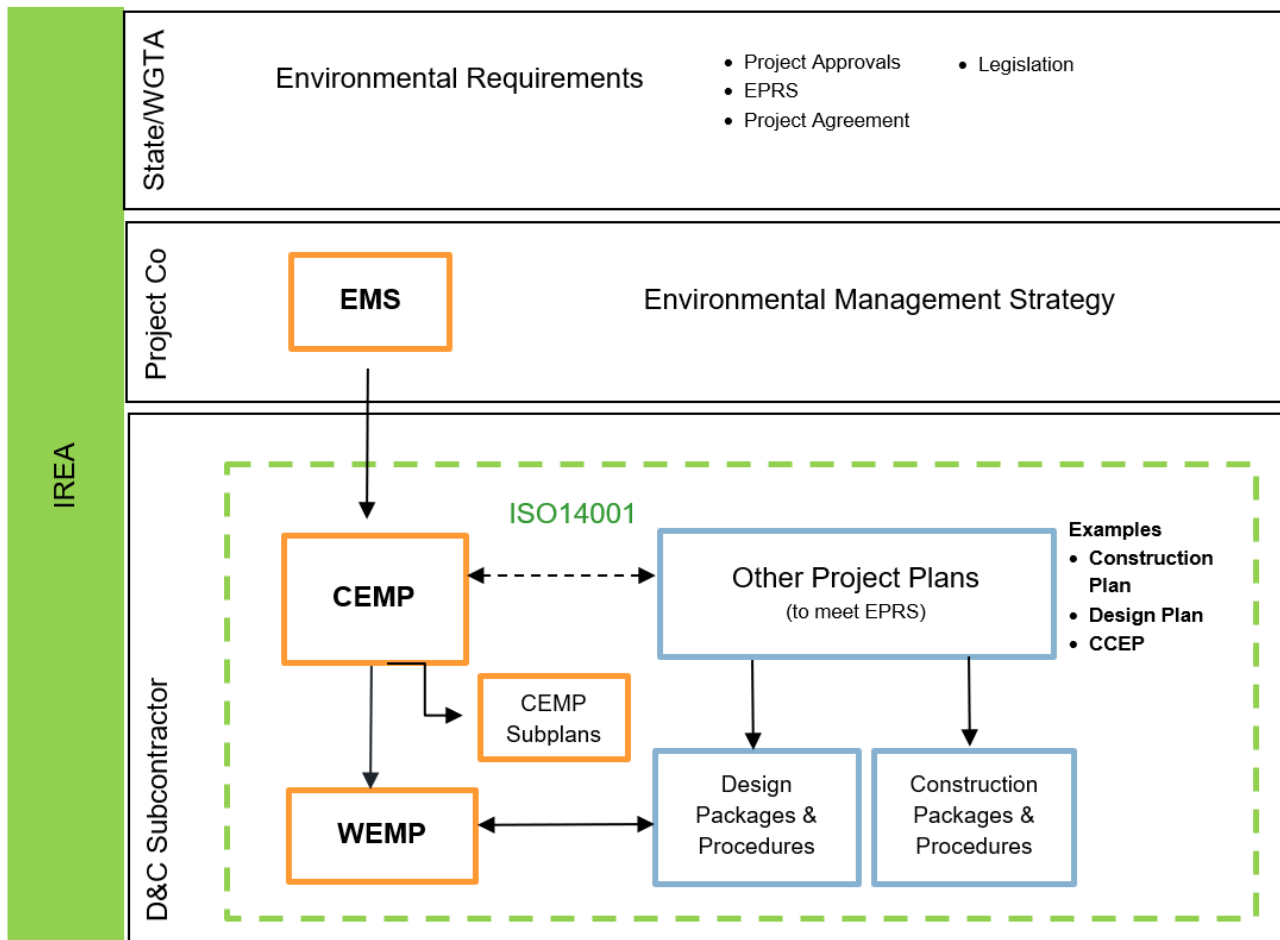 State/WGTA
Environmental Requirements
• Project Approvals
• EPRS
• Project Agreement
• Legislation
IREA
Project Co
EMS
Environmental Management Strategy
D&C Subcontractor
ISO14001
CEMP
Other Project Plans
(to meet EPRS)
Examples
• Construction
Plan
• Design Plan
• CCEP
CEMP
Subplans
WEMP
Design
Packages &
Procedures
Construction
Packages &
Procedures